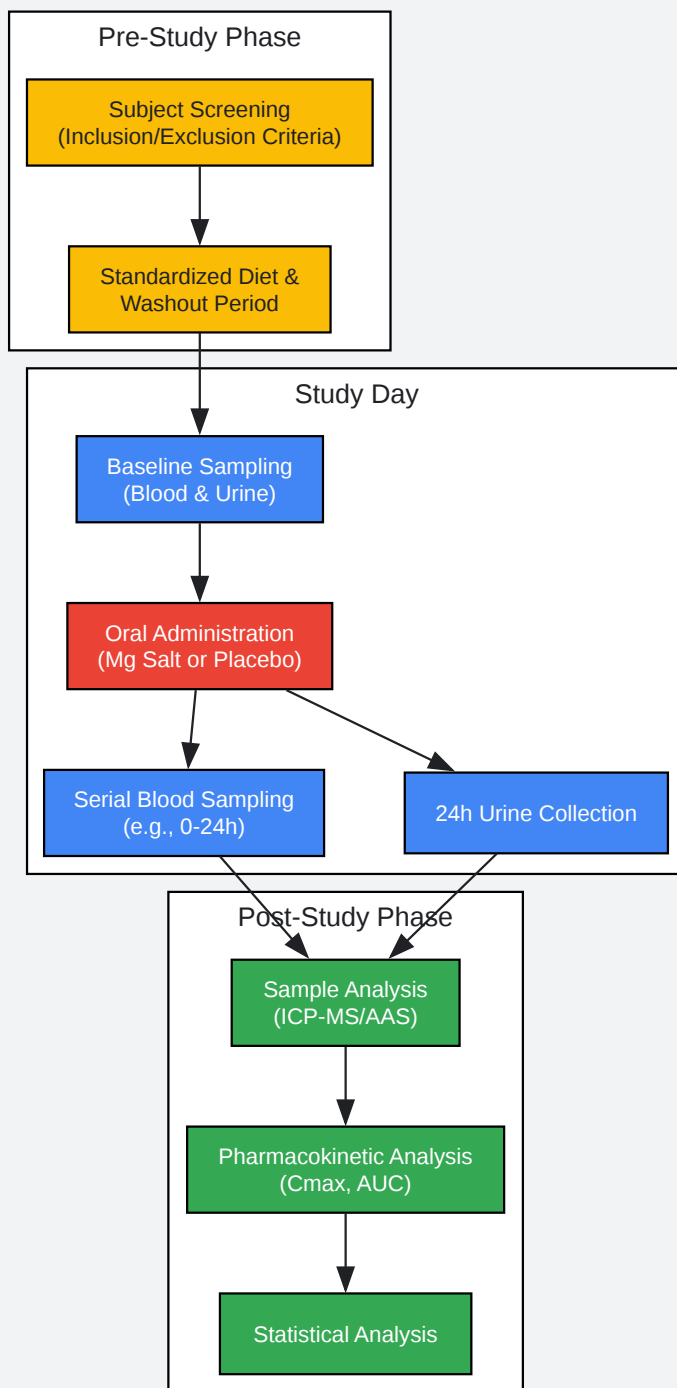 Pre-Study Phase
Subject Screening
(Inclusion/Exclusion Criteria)
Standardized Diet &
Washout Period
Study Day
Baseline Sampling
(Blood & Urine)
Oral Administration
(Mg Salt or Placebo)
Serial Blood Sampling
(e.g., 0-24h)
24h Urine Collection
Post-Study Phase
Sample Analysis
(ICP-MS/AAS)
Pharmacokinetic Analysis
(Cmax, AUC)
Statistical Analysis